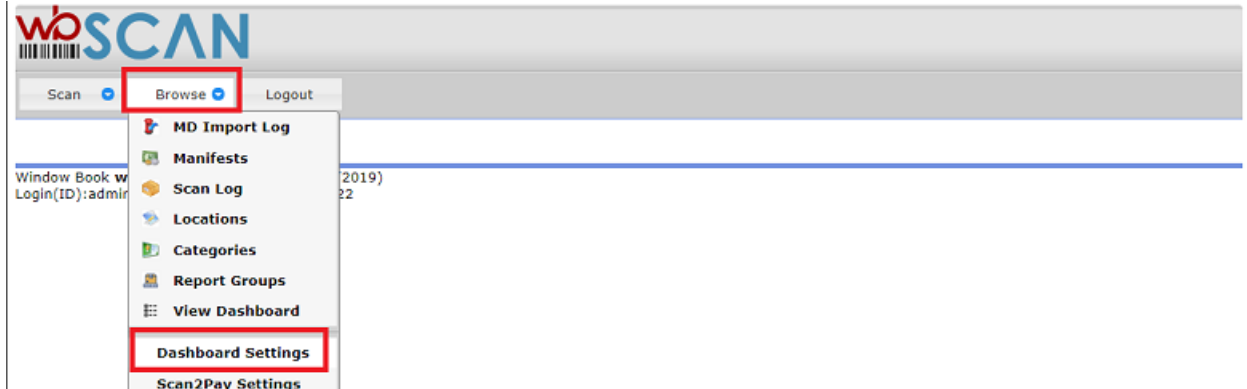 wbSCAN
Scan Browse Logout
MD Import Log
Manifests
Window Book w 2019)
Scan Log
Login(ID):admin 22
Locations
Categories
Report Groups
View Dashboard
Dashboard Settings
Scan2Pay Settings